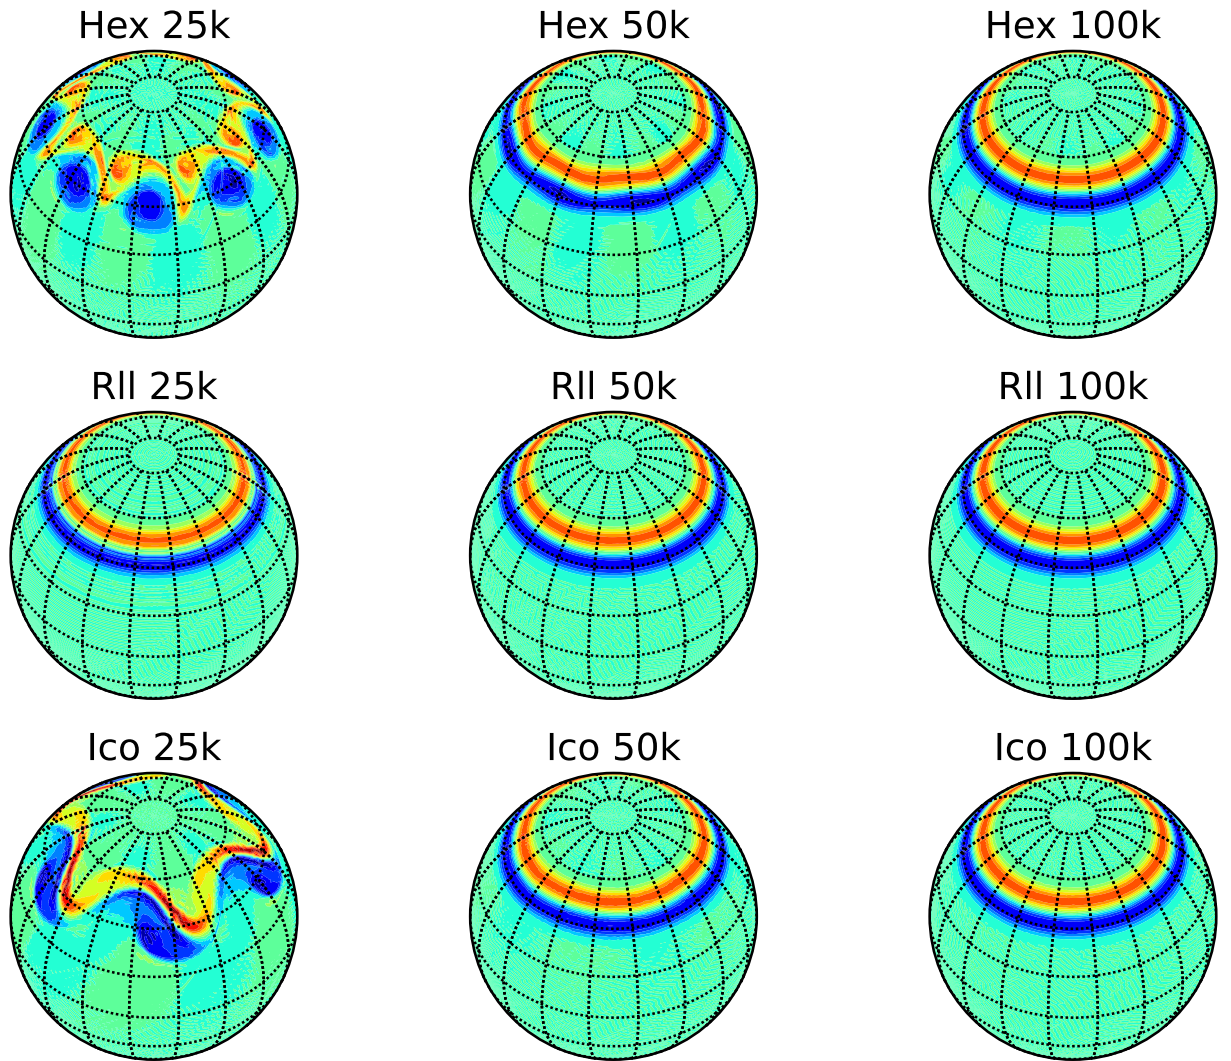 Hex 25k
Hex 50k
Hex 100k
Rll 25k
Rll 50k
Rll 100k
Ico 25k
Ico 50k
Ico 100k